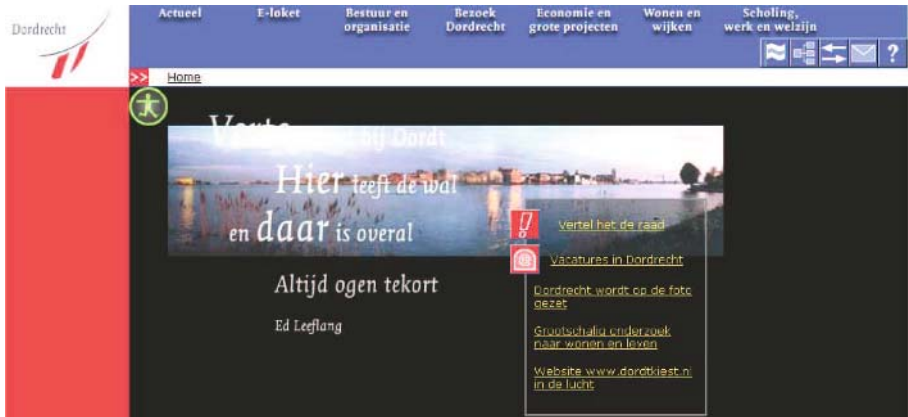 Dordrecht
Actueel
E-loket
Bestuur en
organisatie
Bezoek
Dordrecht
Economie en
grote projecten
Wonen en
wijken
Scholing,
werk en welzijn
?
>> Home
Verte
bij Dordt
Hier leeft de wal
en daar is overal
Altijd ogen tekort
Ed Leeflang
Vertel het de raad
Vacatures in Dordrecht
Dordrecht wordt op de foto
gezet
Grootschalig onderzoek
naar wonen en leven
Website www.dordtkiest.nl
in de lucht